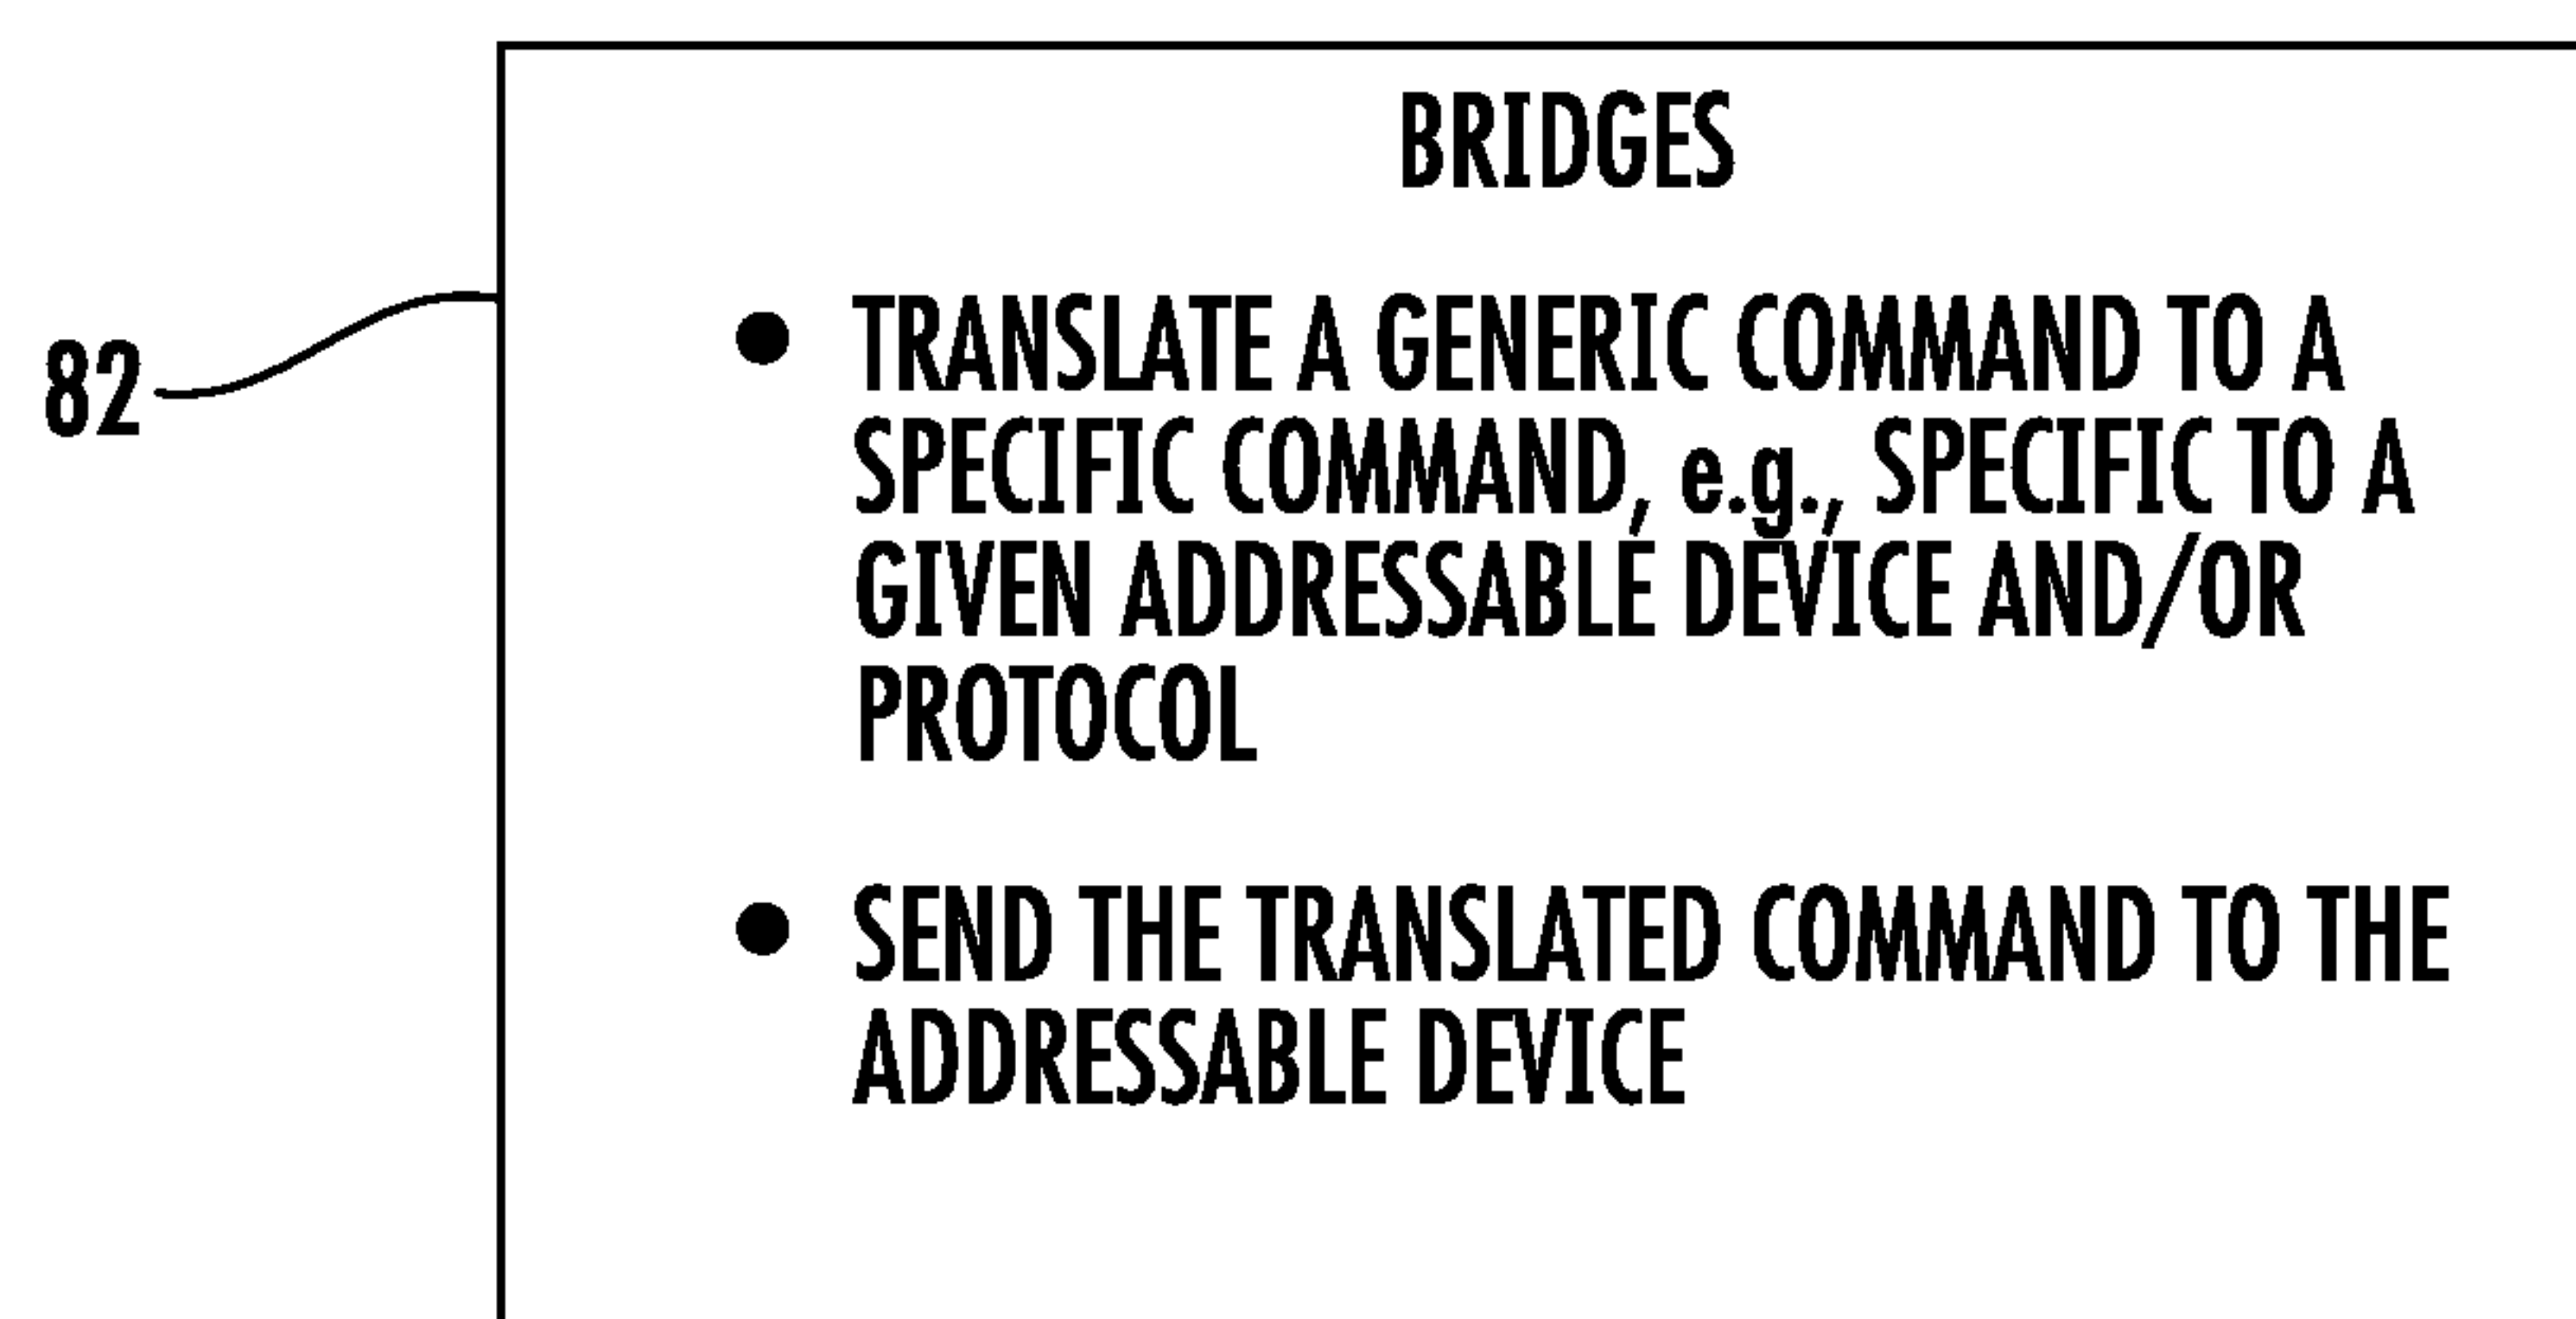 BRIDGES
● TRANSLATE A GENERIC COMMAND TO A
SPECIFIC COMMAND, e.g., SPECIFIC TO A
GIVEN ADDRESSABLE DEVICE AND/OR
PROTOCOL
82
● SEND THE TRANSLATED COMMAND TO THE
ADDRESSABLE DEVICE